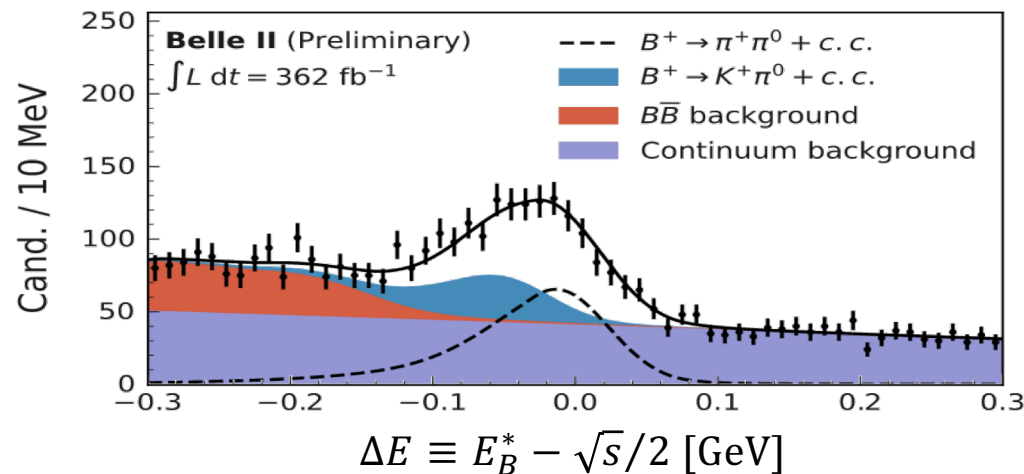 Cand. / 10 MeV
250
200
150
100
50
0
Belle II (Preliminary)
∫L dt = 362 fb⁻¹
B⁺ → π⁺π⁰ + c. c.
B⁺ → K⁺π⁰ + c. c.
BB̅ background
Continuum background
−0.3 −0.2 −0.1 0.0 0.1 0.2 0.3
ΔE ≡ E*_B − √s/2 [GeV]